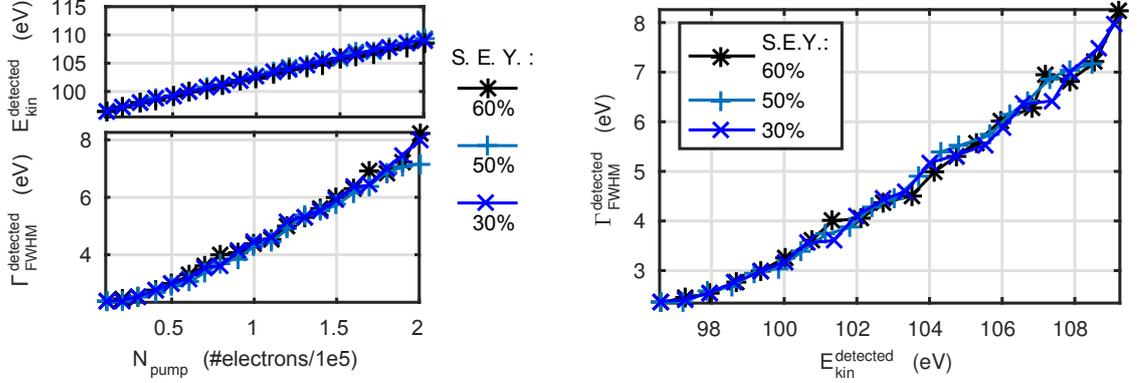 115
110
105
100
E_kin^detected (eV)
8
6
4
Γ_FWHM^detected (eV)
0.5 1 1.5 2
N_pump (#electrons/1e5)
S. E. Y. :
60%
50%
30%
8
7
6
5
4
3
Γ_FWHM^detected (eV)
S.E.Y.:
60%
50%
30%
98 100 102 104 106 108
E_kin^detected (eV)